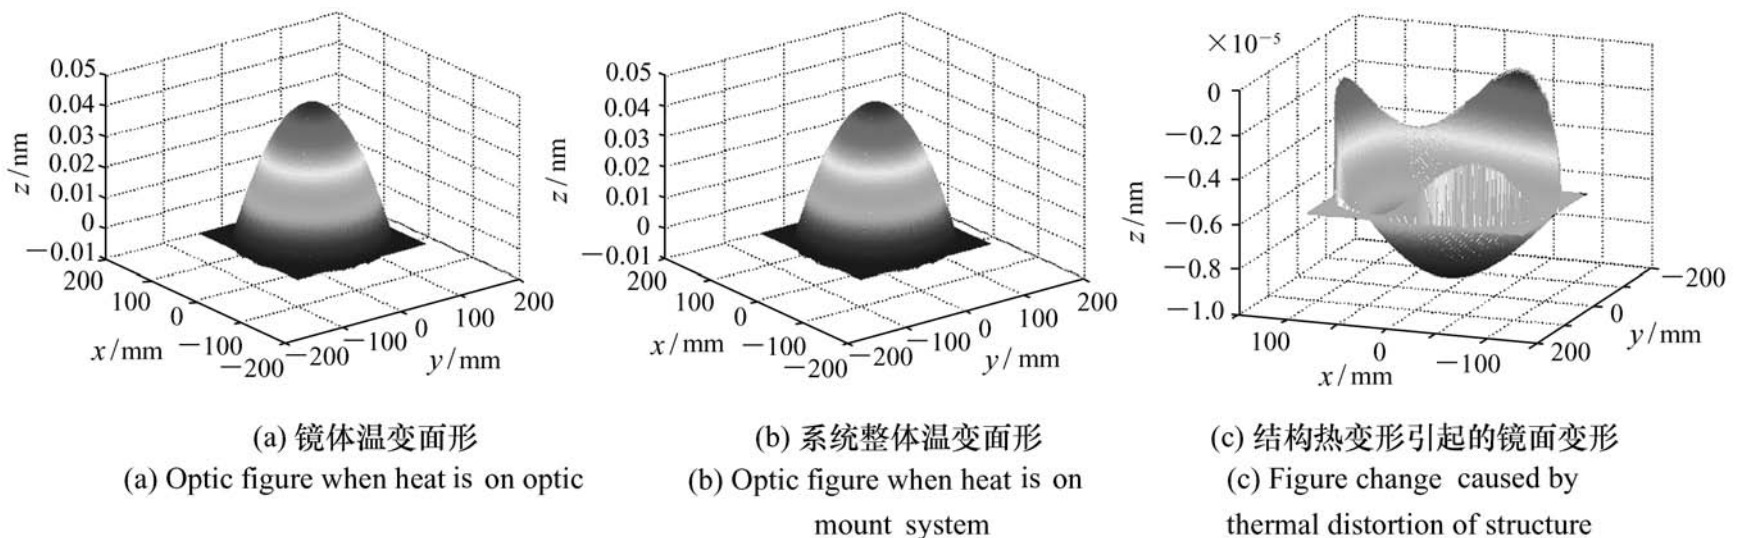 0.05
0.04
0.03
0.02
0.01
0
−0.01
z/nm
200
100
0
−100
−200
x/mm
−200
−100
0
100
200
y/mm
0.05
0.04
0.03
0.02
0.01
0
−0.01
z/nm
200
100
0
−100
−200
x/mm
−200
−100
0
100
200
y/mm
×10⁻⁵
0
−0.2
−0.4
−0.6
−0.8
−1.0
z/nm
100
0
−100
x/mm
200
0
−200
y/mm
(a) 镜体温变面形
(a) Optic figure when heat is on optic
(b) 系统整体温变面形
(b) Optic figure when heat is on
mount system
(c) 结构热变形引起的镜面变形
(c) Figure change caused by
thermal distortion of structure